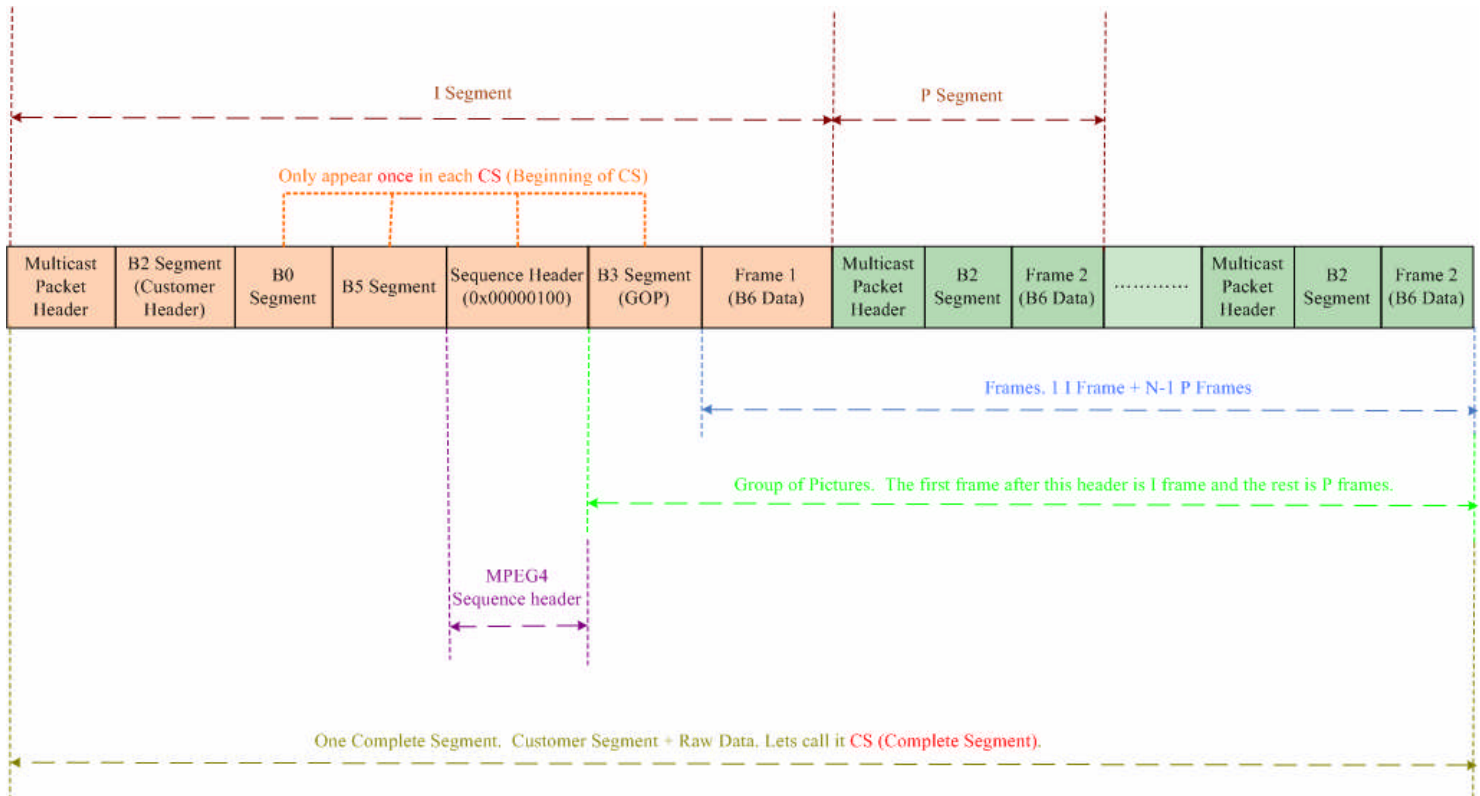 I Segment
P Segment
Only appear once in each CS (Beginning of CS)
Multicast
Packet
Header
B2 Segment
(Customer
Header)
B0
Segment
B5 Segment
Sequence Header
(0x00000100)
B3 Segment
(GOP)
Frame 1
(B6 Data)
Multicast
Packet
Header
B2
Segment
Frame 2
(B6 Data)
............
Multicast
Packet
Header
B2
Segment
Frame 2
(B6 Data)
Frames. 1 I Frame + N-1 P Frames
Group of Pictures. The first frame after this header is I frame and the rest is P frames.
MPEG4
Sequence header
One Complete Segment. Customer Segment + Raw Data. Lets call it CS (Complete Segment).